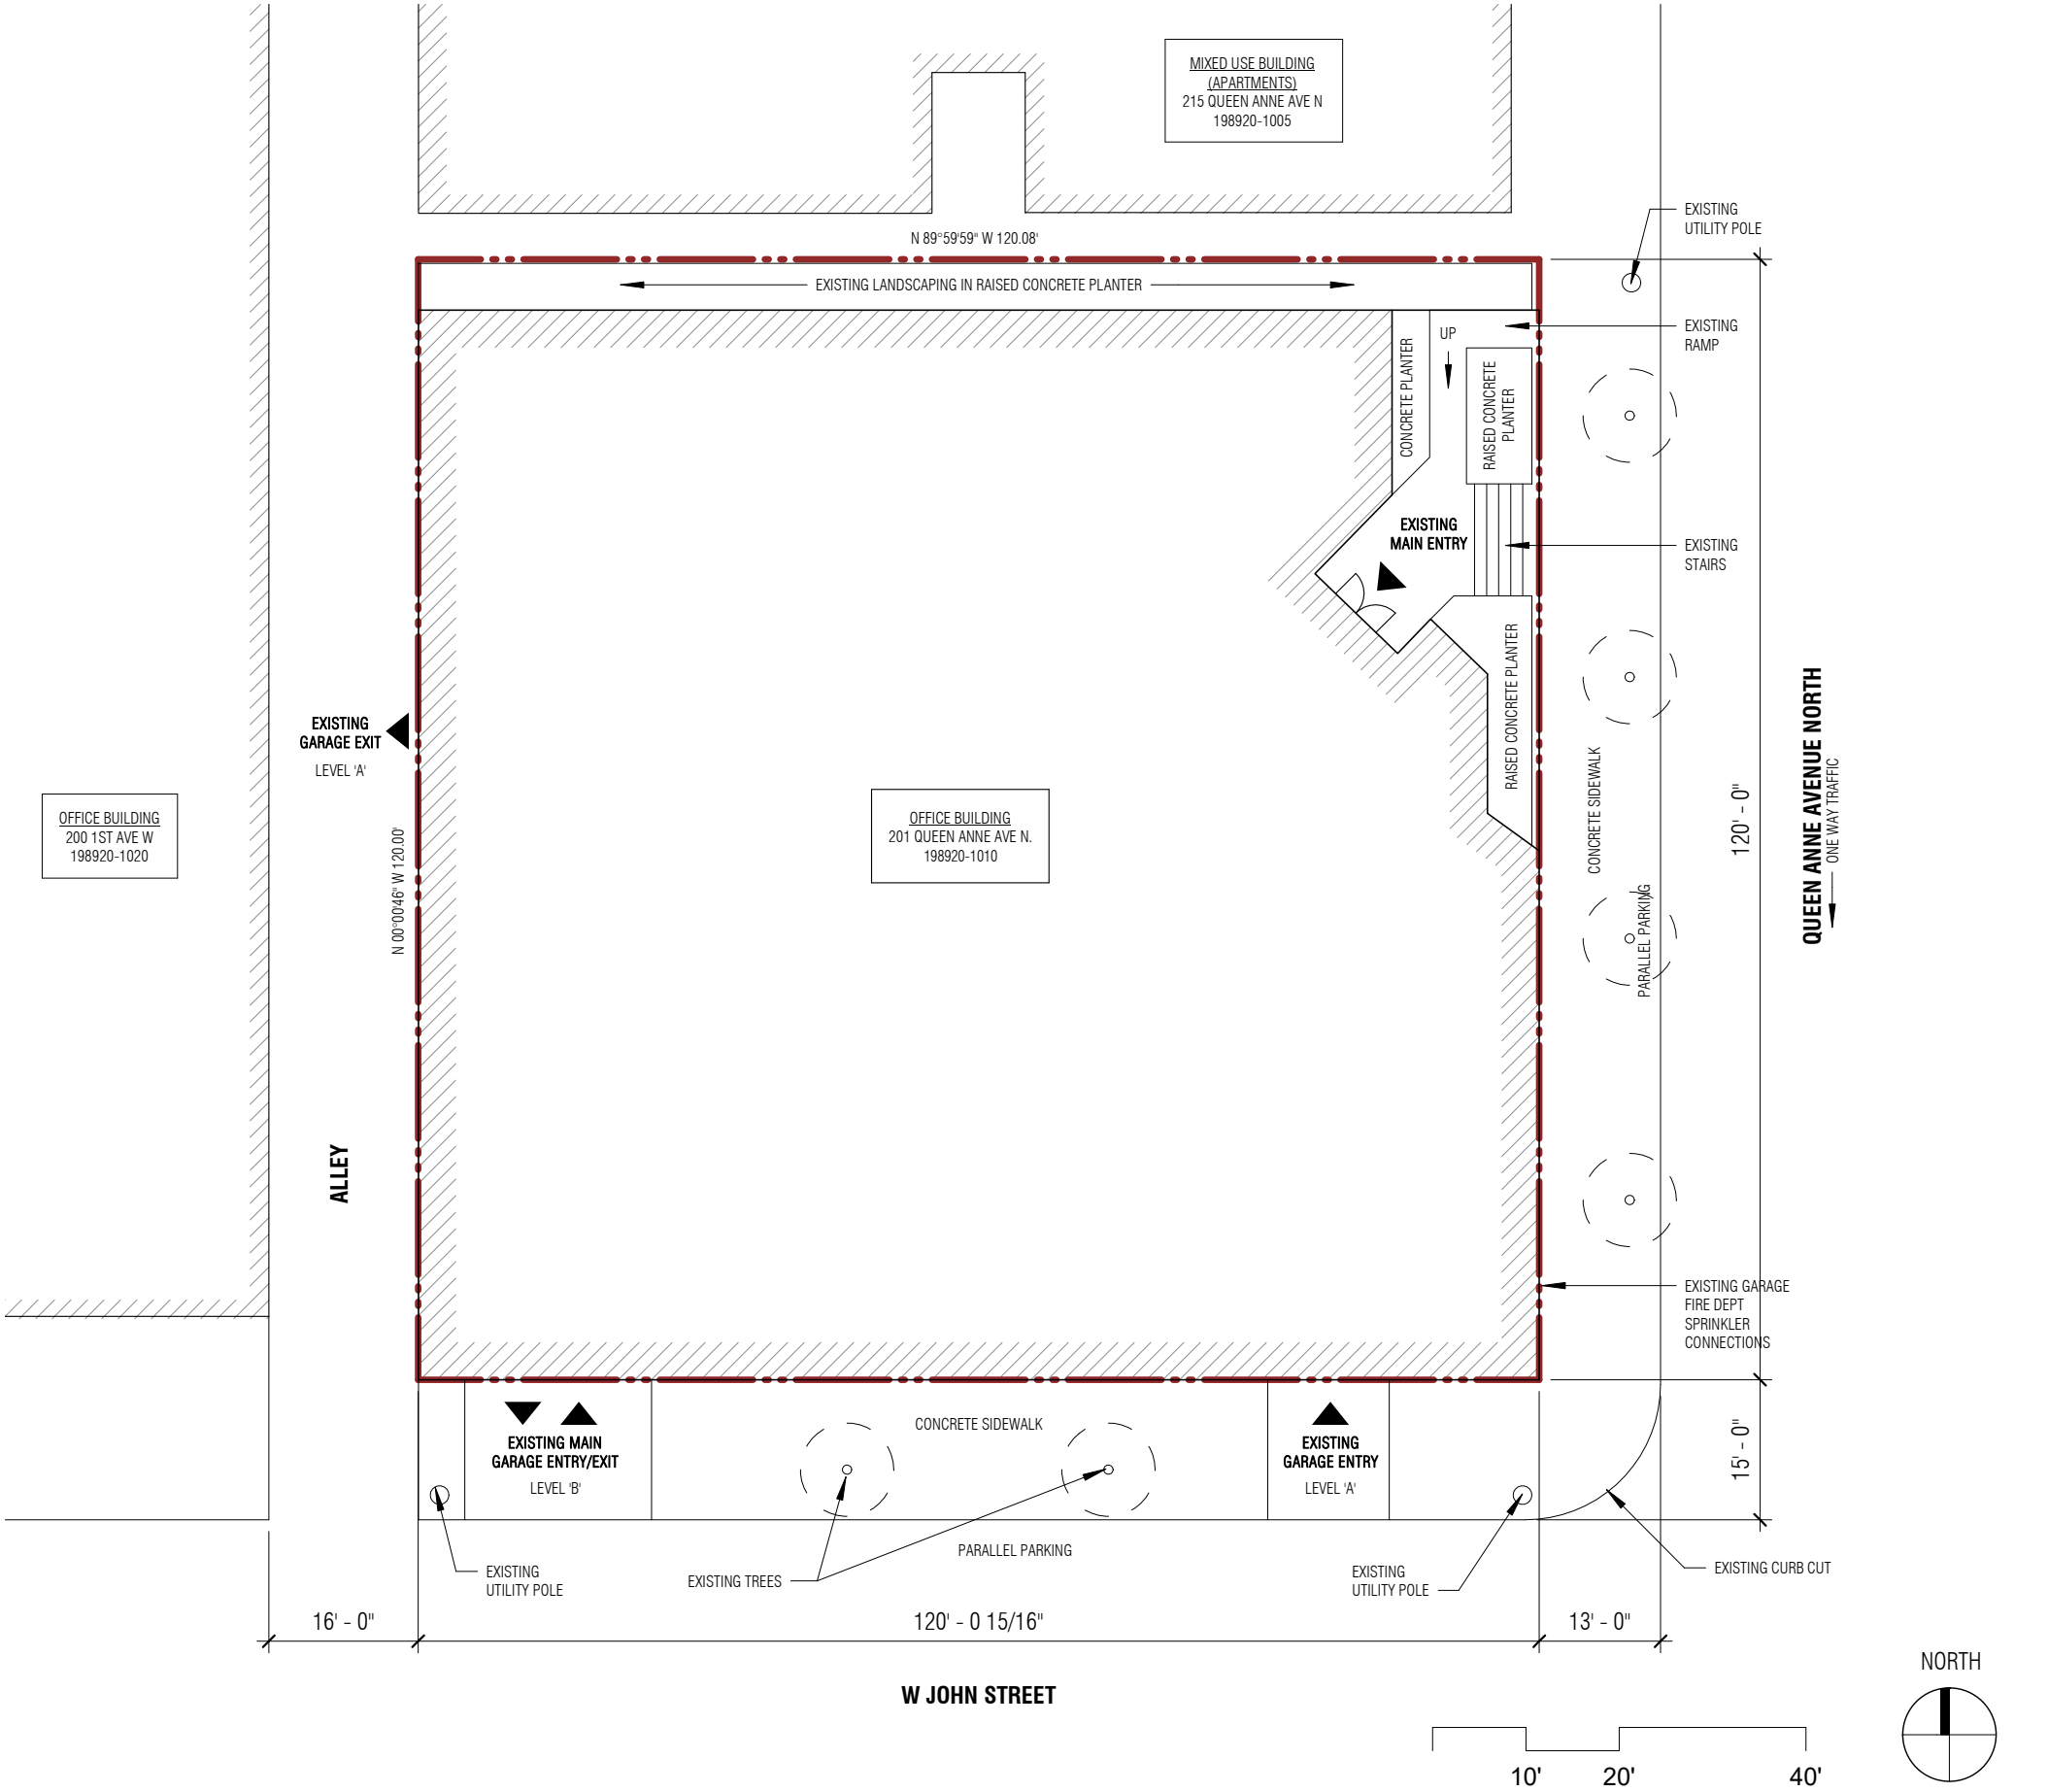 MIXED USE BUILDING
(APARTMENTS)
215 QUEEN ANNE AVE N
198920-1005
EXISTING
UTILITY POLE
N 89°59'59" W 120.08'
EXISTING LANDSCAPING IN RAISED CONCRETE PLANTER
EXISTING
RAMP
UP
CONCRETE PLANTER
RAISED CONCRETE
PLANTER
EXISTING
MAIN ENTRY
EXISTING
STAIRS
RAISED CONCRETE PLANTER
EXISTING
GARAGE EXIT
LEVEL 'A'
OFFICE BUILDING
200 1ST AVE W
198920-1020
N 00°00'46" W 120.00'
OFFICE BUILDING
201 QUEEN ANNE AVE N.
198920-1010
CONCRETE SIDEWALK
PARALLEL PARKING
120' - 0"
QUEEN ANNE AVENUE NORTH
ONE WAY TRAFFIC
ALLEY
EXISTING GARAGE
FIRE DEPT
SPRINKLER
CONNECTIONS
EXISTING MAIN
GARAGE ENTRY/EXIT
LEVEL 'B'
CONCRETE SIDEWALK
EXISTING
GARAGE ENTRY
LEVEL 'A'
15' - 0"
EXISTING
UTILITY POLE
EXISTING TREES
PARALLEL PARKING
EXISTING
UTILITY POLE
EXISTING CURB CUT
16' - 0"
120' - 0 15/16"
13' - 0"
W JOHN STREET
NORTH
10'
20'
40'